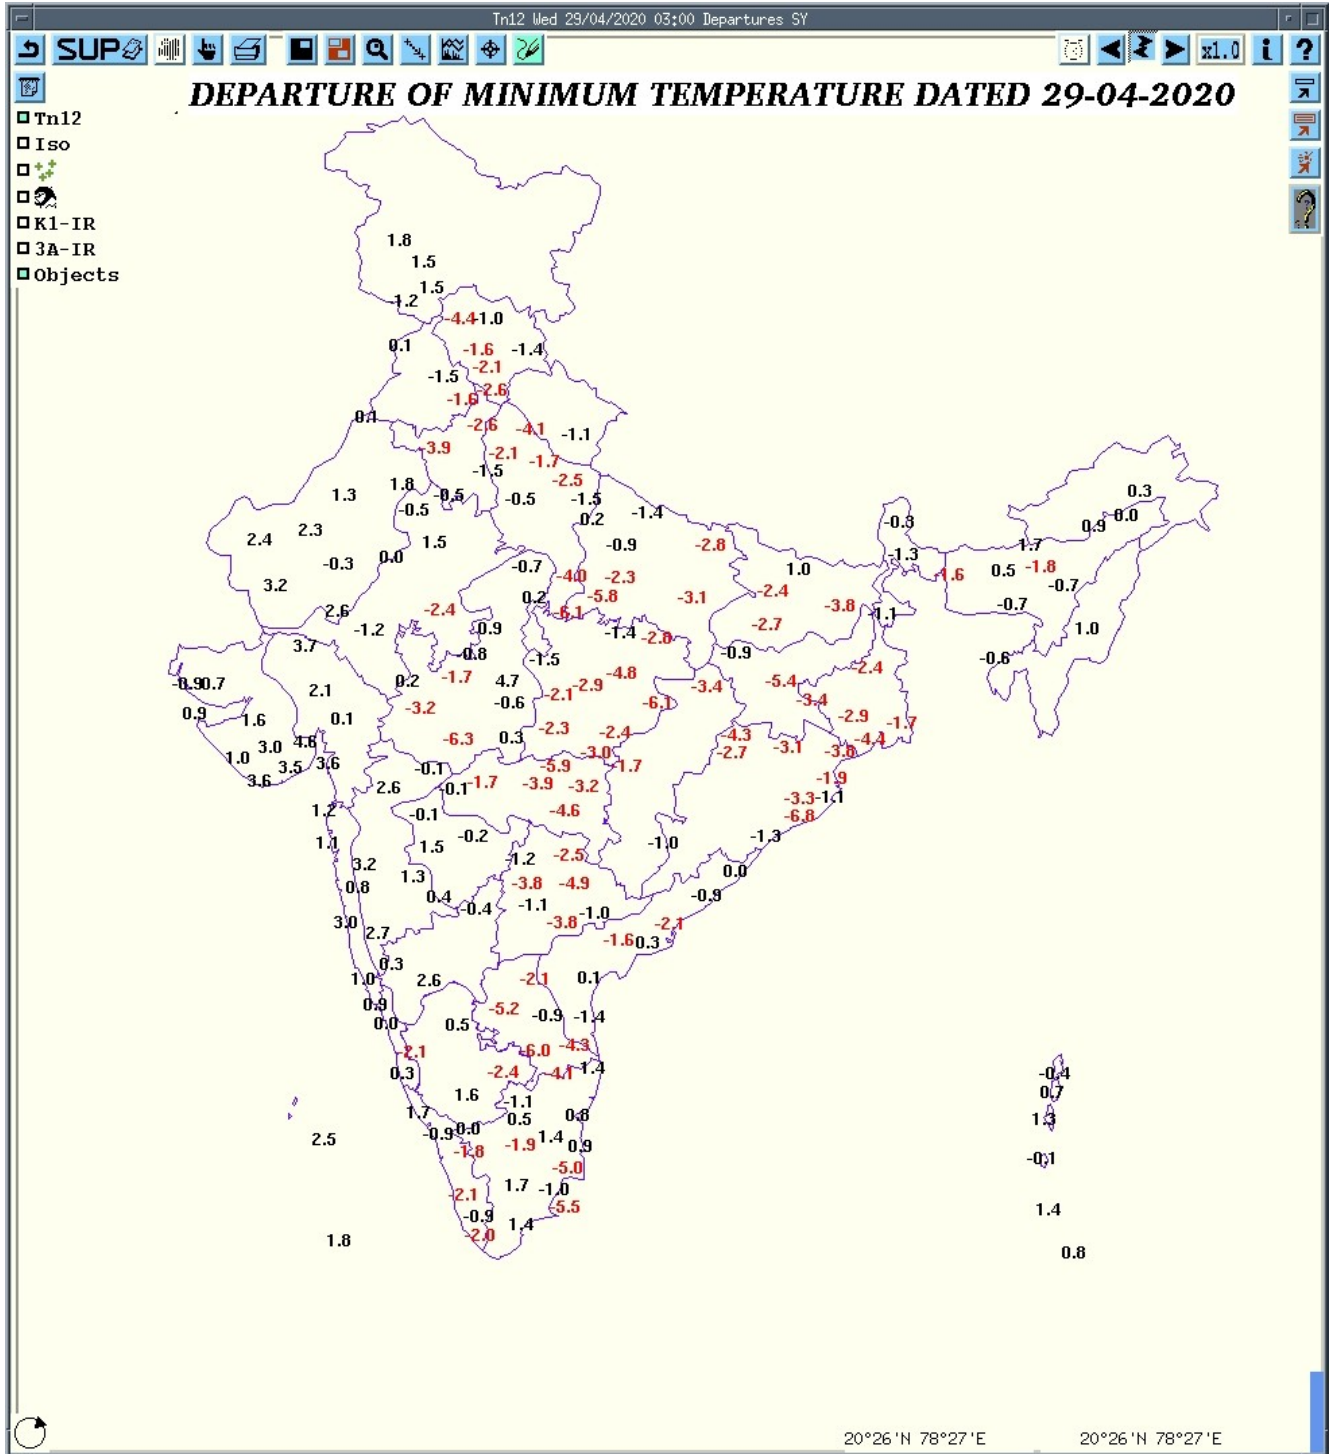 Tn12 Wed 29/04/2020 03:00 Departures SY
SUP x1.0 i ?
DEPARTURE OF MINIMUM TEMPERATURE DATED 29-04-2020
Tn12
Iso
K1-IR
3A-IR
Objects
1.8
1.5
1.5
-1.2
-4.4 -1.0
0.1 -1.6 -1.4
-2.1
-1.5
-2.6
-1.6
0.1
-2.6 -4.1 -1.1
-3.9 -2.1 -1.7
-1.5
-2.5
1.3 1.8 -0.5 -0.5 -1.5 0.3
-0.5 0.2 -1.4 -0.3 0.9 0.0
2.4 2.3 1.5 -0.9 -2.8 -1.3 1.7
-0.3 0.0 -0.7 1.0 0.5 -1.8
3.2 -4.0 -2.3 -2.4 -1.6 -0.7
0.2 -5.8 -3.1 -3.8 -0.7
2.6 -2.4 -6.1 -1.1
-1.2 0.9 -1.4 -2.8 -2.7 1.0
3.7 -0.8 -1.5 -0.9 -0.6
-0.9 0.7 0.2 -1.7 4.7 -4.8 -5.4 -2.4
2.1 -2.1 -2.9 -3.4
-3.2 -0.6 -6.1 -3.4
0.9 1.6 0.1 -2.9 -1.7
3.0 4.6 -6.3 0.3 -2.3 -2.4 -4.3 -3.1 -4.4
1.0 3.5 3.6 -3.0 -2.7 -3.8
3.6 -0.1 -5.9 -1.7
2.6 -0.1 -1.7 -3.9 -3.2 -1.9
-3.3 -1.1
1.2 -0.1 -4.6 -6.8
1.1 1.5 -0.2 -1.0 -1.3
3.2 -1.2 -2.5
0.8 1.3 -3.8 -4.9 0.0
0.4 -0.4 -1.1 -1.0 -0.9
3.0 2.7 -3.8 -2.1
-1.6 0.3
0.3
1.0 2.6 -2.1 0.1
0.9 -5.2 -0.9 -1.4
0.0 0.5
-2.1 -6.0 -4.3
0.3 -2.4 -4.1 1.4 -0.4
1.6 -1.1 0.7
1.7 0.5 0.8 1.3
2.5 -0.9 0.0 -1.9 1.4 0.9
-1.8 -5.0 -0.1
-2.1 1.7 -1.0
-0.9 1.4 -5.5 1.4
1.8 -2.0 0.8
20°26'N 78°27'E 20°26'N 78°27'E